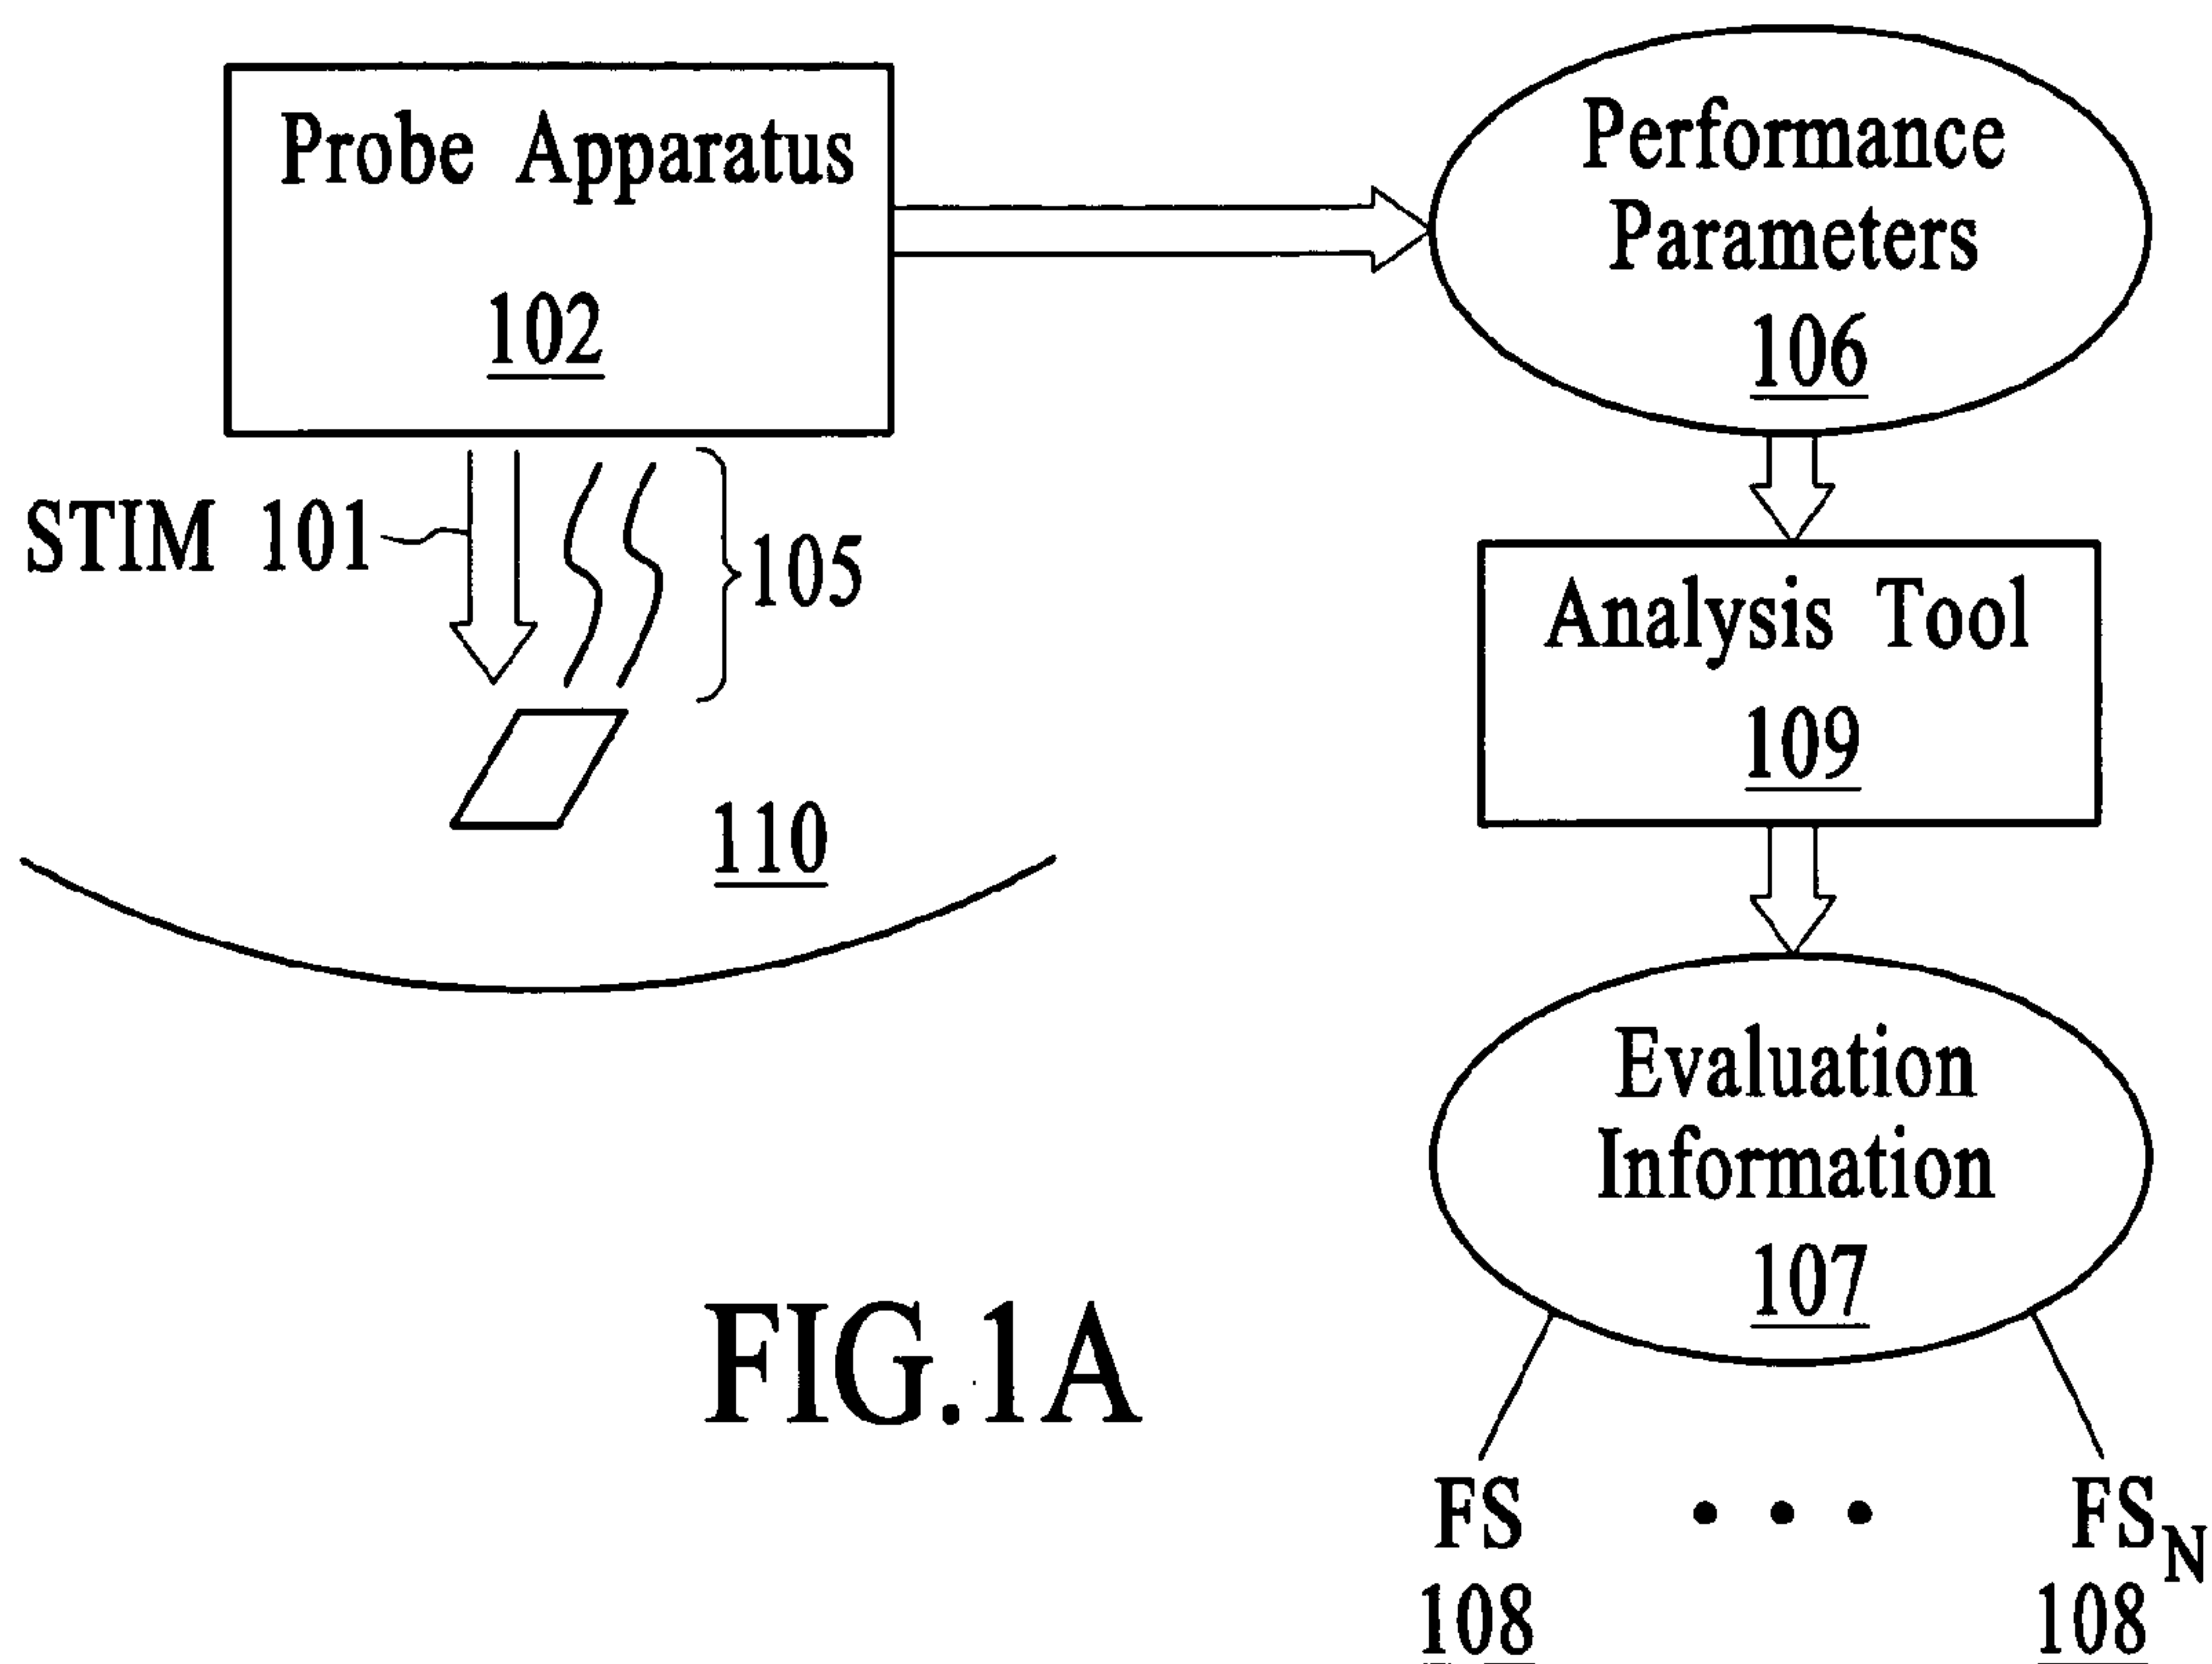 Probe Apparatus
102
Performance
Parameters
106
STIM 101
105
Analysis Tool
109
110
Evaluation
Information
107
FIG.1A
FS • • • FS_N
108 108